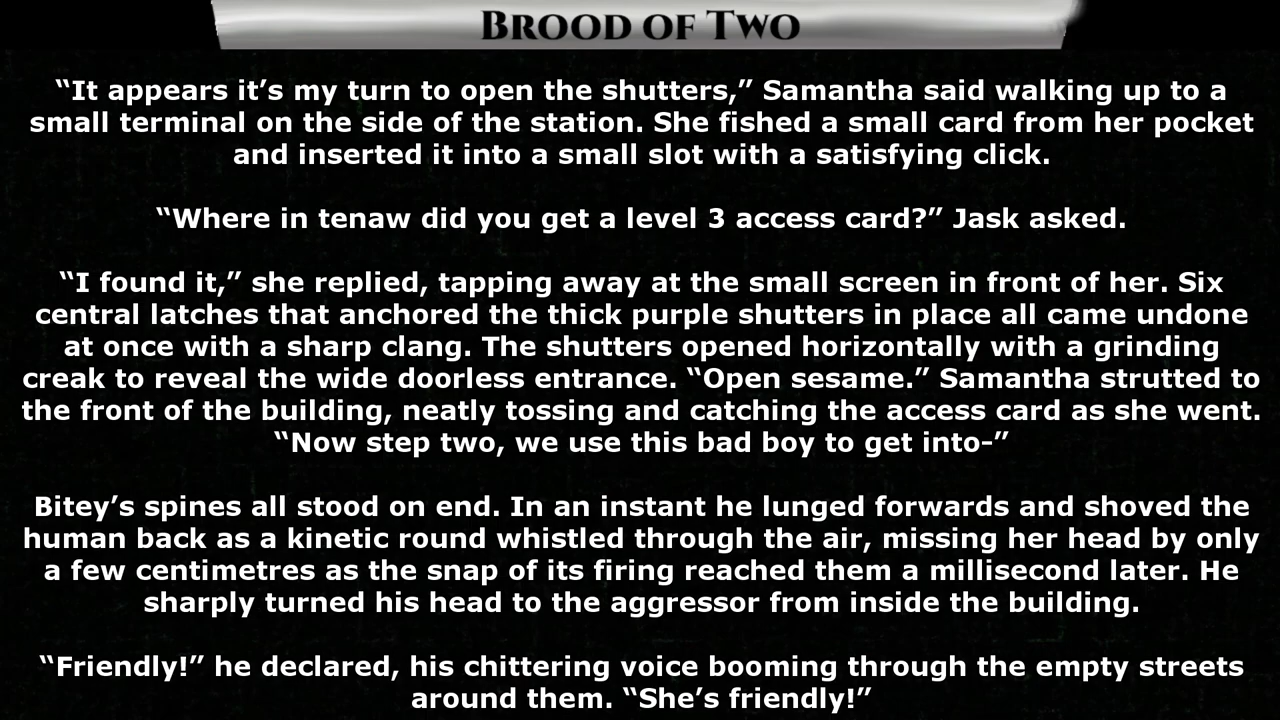 Brood of Two
“It appears it’s my turn to open the shutters,” Samantha said walking up to a
small terminal on the side of the station. She fished a small card from her pocket
and inserted it into a small slot with a satisfying click.
“Where in tenaw did you get a level 3 access card?” Jask asked.
“I found it,” she replied, tapping away at the small screen in front of her. Six
central latches that anchored the thick purple shutters in place all came undone
at once with a sharp clang. The shutters opened horizontally with a grinding
creak to reveal the wide doorless entrance. “Open sesame.” Samantha strutted to
the front of the building, neatly tossing and catching the access card as she went.
“Now step two, we use this bad boy to get into-”
Bitey’s spines all stood on end. In an instant he lunged forwards and shoved the
human back as a kinetic round whistled through the air, missing her head by only
a few centimetres as the snap of its firing reached them a millisecond later. He
sharply turned his head to the aggressor from inside the building.
“Friendly!” he declared, his chittering voice booming through the empty streets
around them. “She’s friendly!”